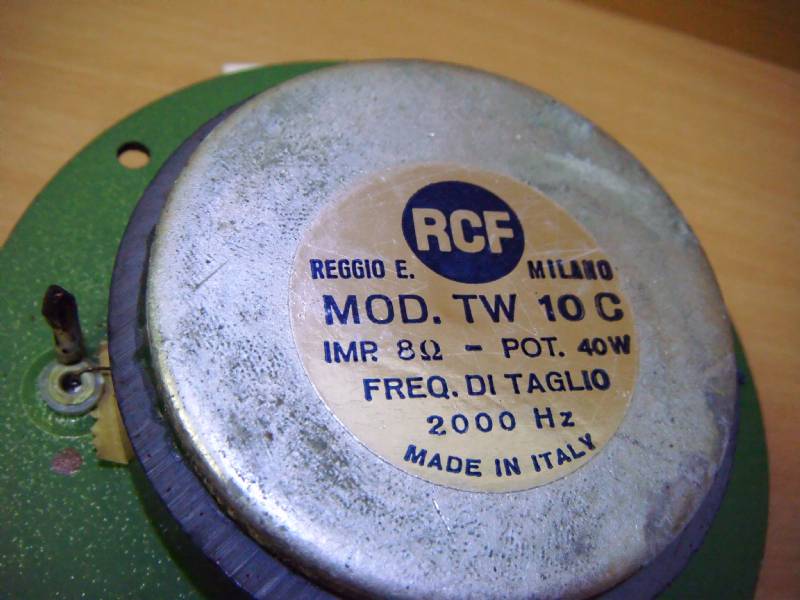 RCF
REGGIO E. MILANO
MOD. TW 10 C
IMP. 8Ω - POT. 40W
FREQ. DI TAGLIO
2000 Hz
MADE IN ITALY